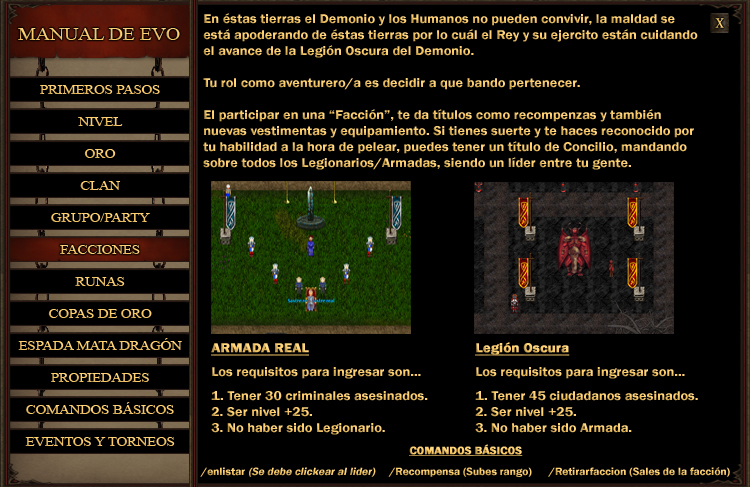 MANUAL DE EVO
PRIMEROS PASOS
NIVEL
ORO
CLAN
GRUPO/PARTY
FACCIONES
RUNAS
COPAS DE ORO
ESPADA MATA DRAGÓN
PROPIEDADES
COMANDOS BÁSICOS
EVENTOS Y TORNEOS
X
En éstas tierras el Demonio y los Humanos no pueden convivir, la maldad se
está apoderando de éstas tierras por lo cuál el Rey y su ejercito están cuidando
el avance de la Legión Oscura del Demonio.
Tu rol como aventurero/a es decidir a que bando pertenecer.
El participar en una “Facción”, te da títulos como recompenzas y también
nuevas vestimentas y equipamiento. Si tienes suerte y te haces reconocido por
tu habilidad a la hora de pelear, puedes tener un título de Concilio, mandando
sobre todos los Legionarios/Armadas, siendo un líder entre tu gente.
ARMADA REAL
Los requisitos para ingresar son...
1. Tener 30 criminales asesinados.
2. Ser nivel +25.
3. No haber sido Legionario.
Legión Oscura
Los requisitos para ingresar son...
1. Tener 45 ciudadanos asesinados.
2. Ser nivel +25.
3. No haber sido Armada.
COMANDOS BÁSICOS
/enlistar (Se debe clickear al lider) /Recompensa (Subes rango) /Retirarfaccion (Sales de la facción)